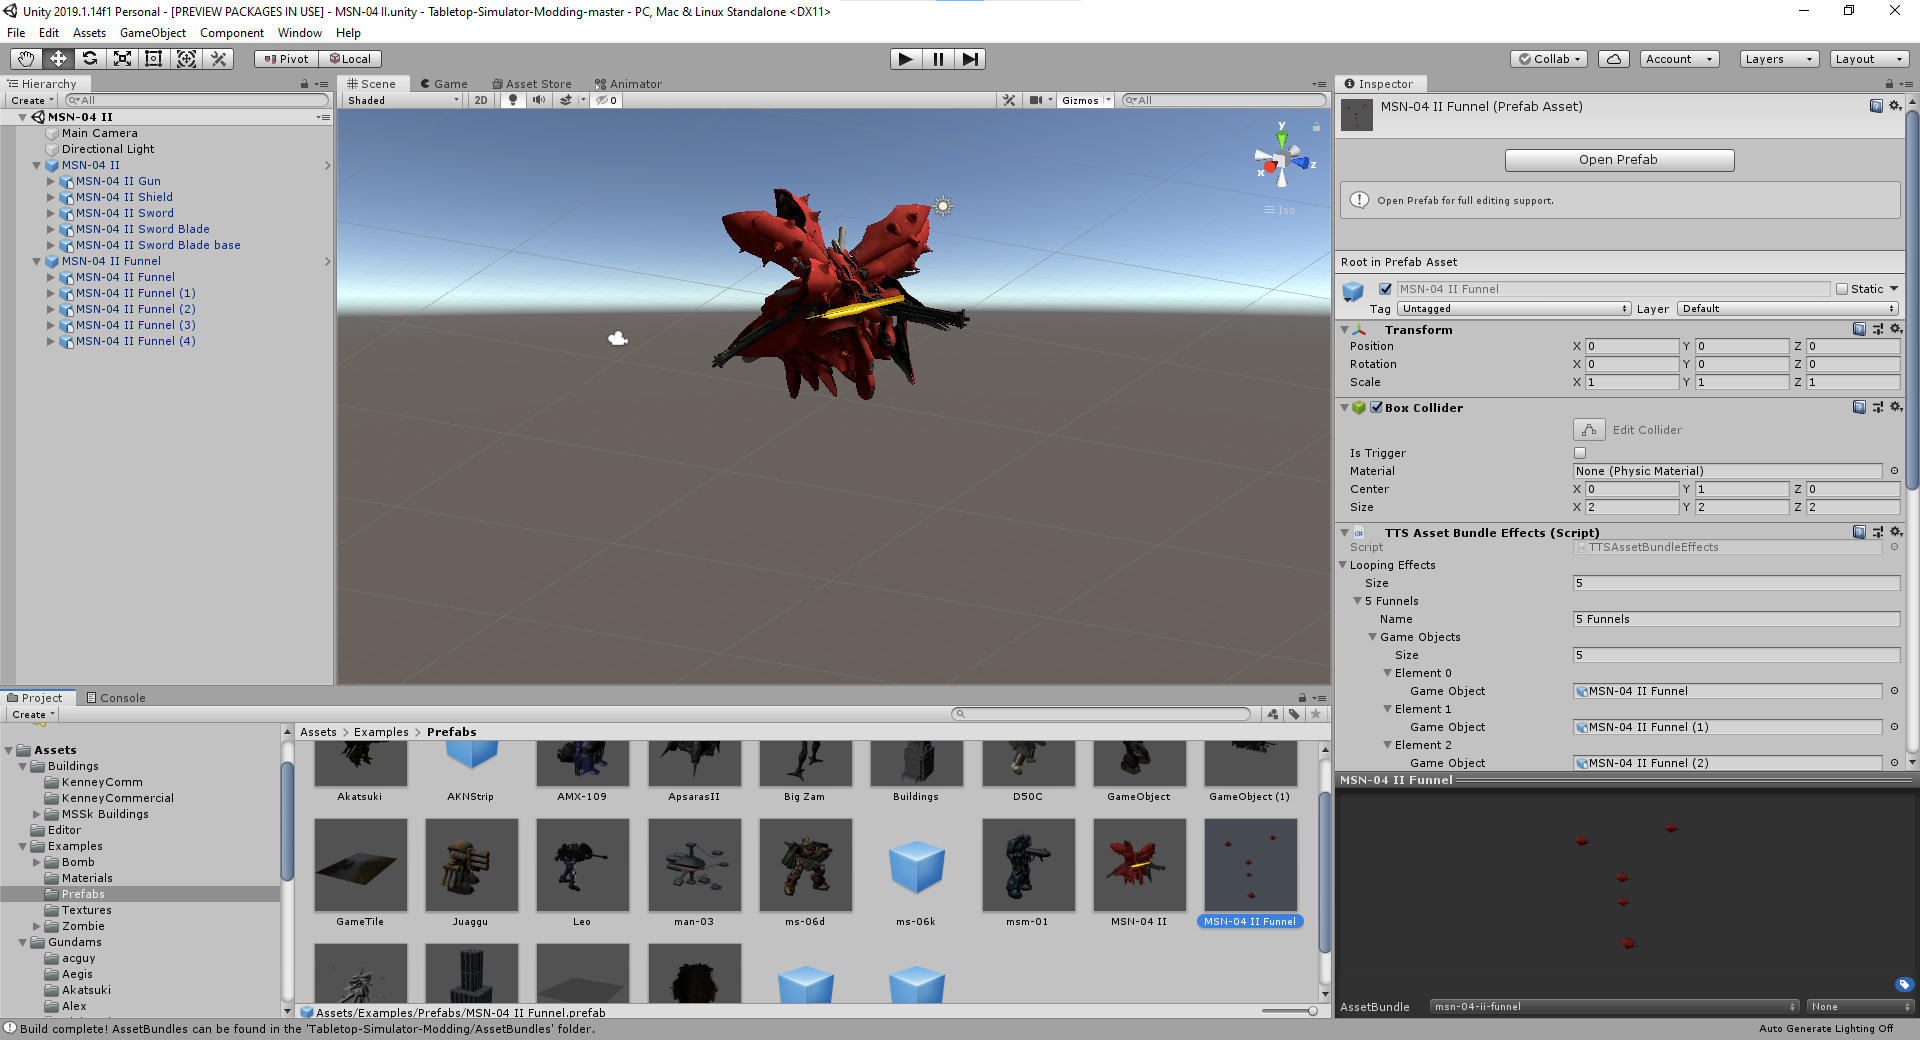 Unity 2019.1.14f1 Personal - [PREVIEW PACKAGES IN USE] - MSN-04 II.unity - Tabletop-Simulator-Modding-master - PC, Mac & Linux Standalone <DX11>
File Edit Assets GameObject Component Window Help
Pivot Local Collab Account Layers Layout
Hierarchy
Create All
MSN-04 II
Main Camera
Directional Light
MSN-04 II
MSN-04 II Gun
MSN-04 II Shield
MSN-04 II Sword
MSN-04 II Sword Blade
MSN-04 II Sword Blade base
MSN-04 II Funnel
MSN-04 II Funnel
MSN-04 II Funnel (1)
MSN-04 II Funnel (2)
MSN-04 II Funnel (3)
MSN-04 II Funnel (4)
Scene Game Asset Store Animator
Shaded 2D 0 Gizmos All
y
x z
Iso
Inspector
MSN-04 II Funnel (Prefab Asset)
Open Prefab
Open Prefab for full editing support.
Root in Prefab Asset
MSN-04 II Funnel Static
Tag Untagged Layer Default
Transform
Position X 0 Y 0 Z 0
Rotation X 0 Y 0 Z 0
Scale X 1 Y 1 Z 1
Box Collider
Edit Collider
Is Trigger
Material None (Physic Material)
Center X 0 Y 1 Z 0
Size X 2 Y 2 Z 2
TTS Asset Bundle Effects (Script)
Script TTSAssetBundleEffects
Looping Effects
Size 5
5 Funnels
Name 5 Funnels
Game Objects
Size 5
Element 0
Game Object MSN-04 II Funnel
Element 1
Game Object MSN-04 II Funnel (1)
Element 2
Game Object MSN-04 II Funnel (2)
MSN-04 II Funnel
AssetBundle msn-04-ii-funnel None
Project Console
Create
Assets
Buildings
KenneyComm
KenneyCommercial
MSSk Buildings
Editor
Examples
Bomb
Materials
Prefabs
Textures
Zombie
Gundams
acguy
Aegis
Akatsuki
Alex
Assets > Examples > Prefabs
Akatsuki AKNStrip AMX-109 ApsarasII Big Zam Buildings D50C GameObject GameObject (1)
GameTile Juaggu Leo man-03 ms-06d ms-06k msm-01 MSN-04 II MSN-04 II Funnel
Assets/Examples/Prefabs/MSN-04 II Funnel.prefab
Build complete! AssetBundles can be found in the 'Tabletop-Simulator-Modding/AssetBundles' folder.
Auto Generate Lighting Off